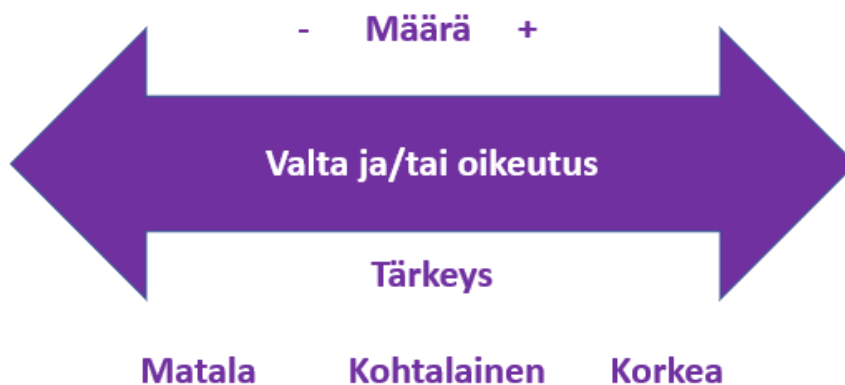 - Määrä +
Valta ja/tai oikeutus
Tärkeys
Matala Kohtalainen Korkea